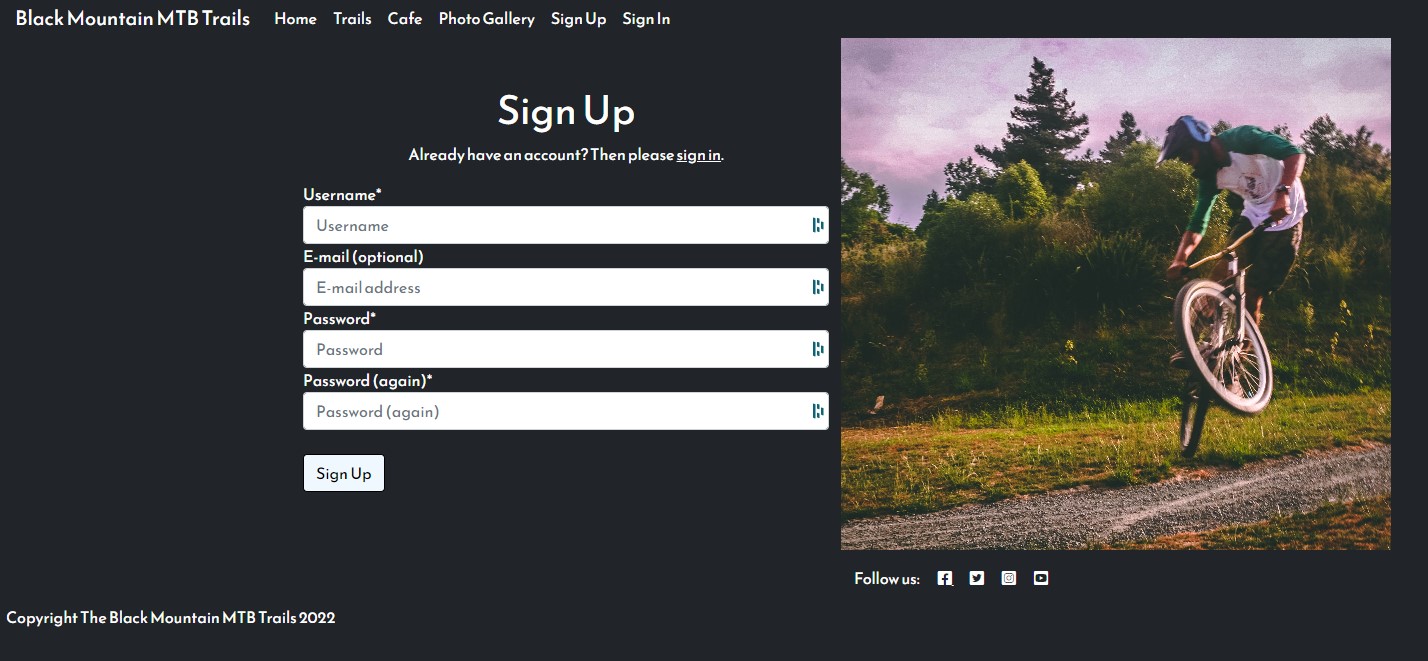 Black Mountain MTB Trails Home Trails Cafe Photo Gallery Sign Up Sign In
Sign Up
Already have an account? Then please sign in.
Username*
Username
E-mail (optional)
E-mail address
Password*
Password
Password (again)*
Password (again)
Sign Up
Follow us:
Copyright The Black Mountain MTB Trails 2022